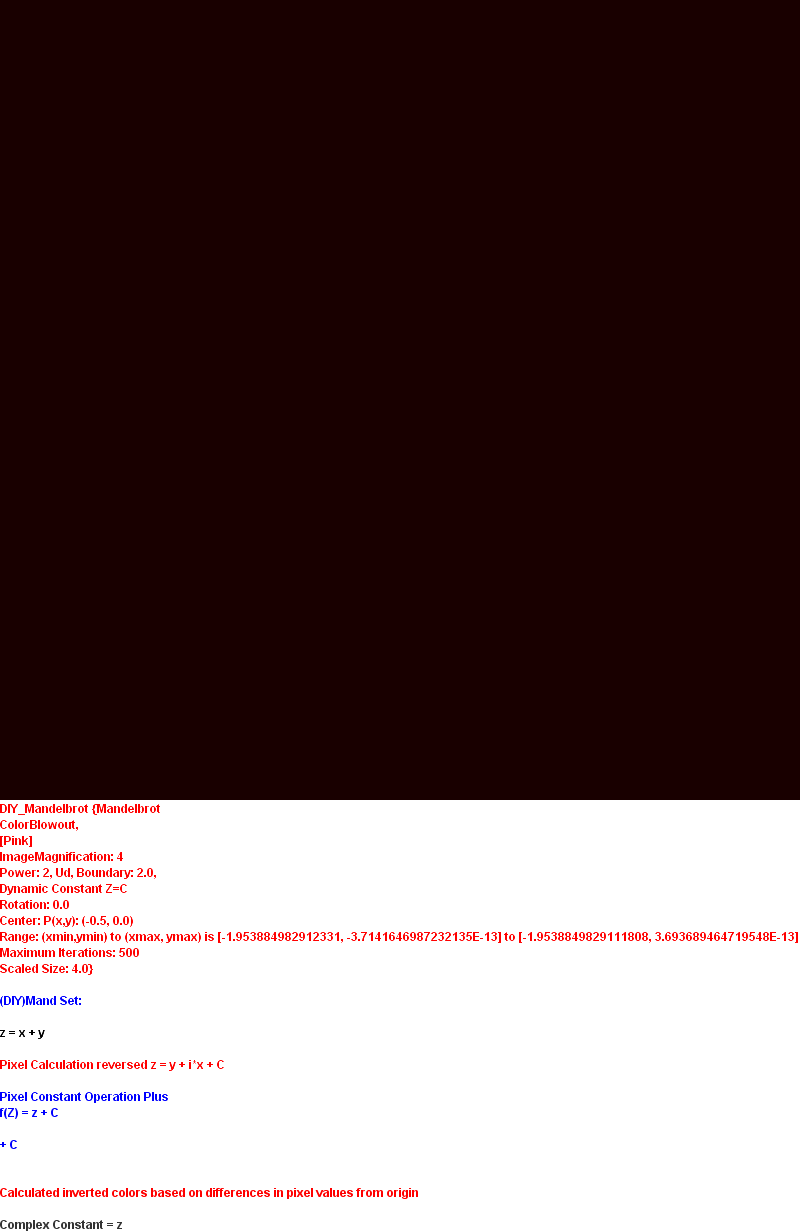 DIY_Mandelbrot {Mandelbrot
ColorBlowout,
[Pink]
ImageMagnification: 4
Power: 2, Ud, Boundary: 2.0,
Dynamic Constant Z=C
Rotation: 0.0
Center: P(x,y): (-0.5, 0.0)
Range: (xmin,ymin) to (xmax, ymax) is [-1.953884982912331, -3.7141646987232135E-13] to [-1.9538849829111808, 3.693689464719548E-13]
Maximum Iterations: 500
Scaled Size: 4.0}
(DIY)Mand Set:
z = x + y
Pixel Calculation reversed z = y + i*x + C
Pixel Constant Operation Plus
f(Z) = z + C
+ C
Calculated inverted colors based on differences in pixel values from origin
Complex Constant = z